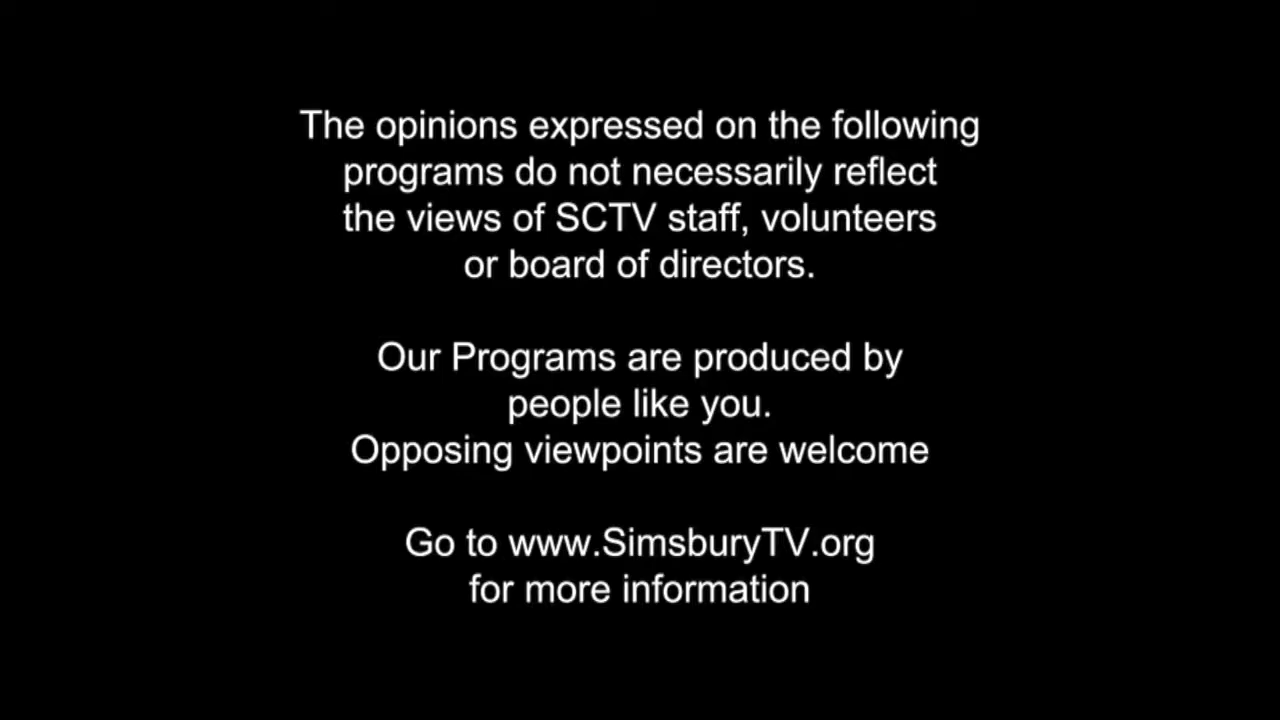 The opinions expressed on the following
programs do not necessarily reflect
the views of SCTV staff, volunteers
or board of directors.
Our Programs are produced by
people like you.
Opposing viewpoints are welcome
Go to www.SimsburyTV.org
for more information